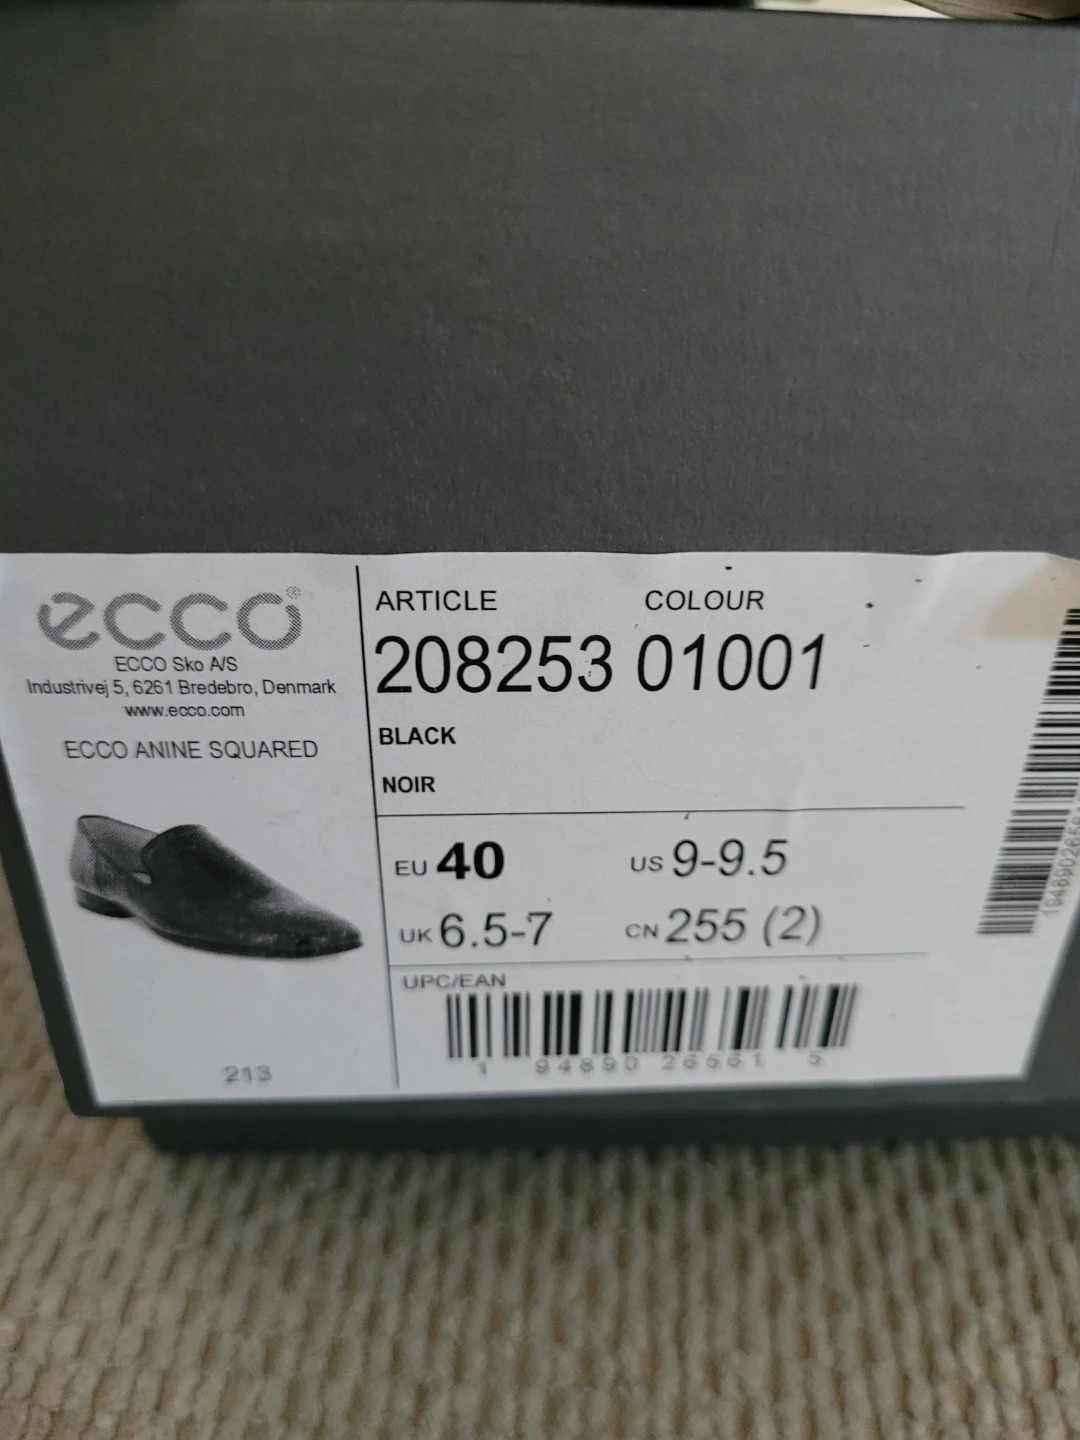 ecco®
ECCO Sko A/S
Industrivej 5, 6261 Bredebro, Denmark
www.ecco.com
ECCO ANINE SQUARED
213
ARTICLE COLOUR
208253 01001
BLACK
NOIR
EU 40 US 9-9.5
UK 6.5-7 CN 255 (2)
UPC/EAN
1 94890 26561 5